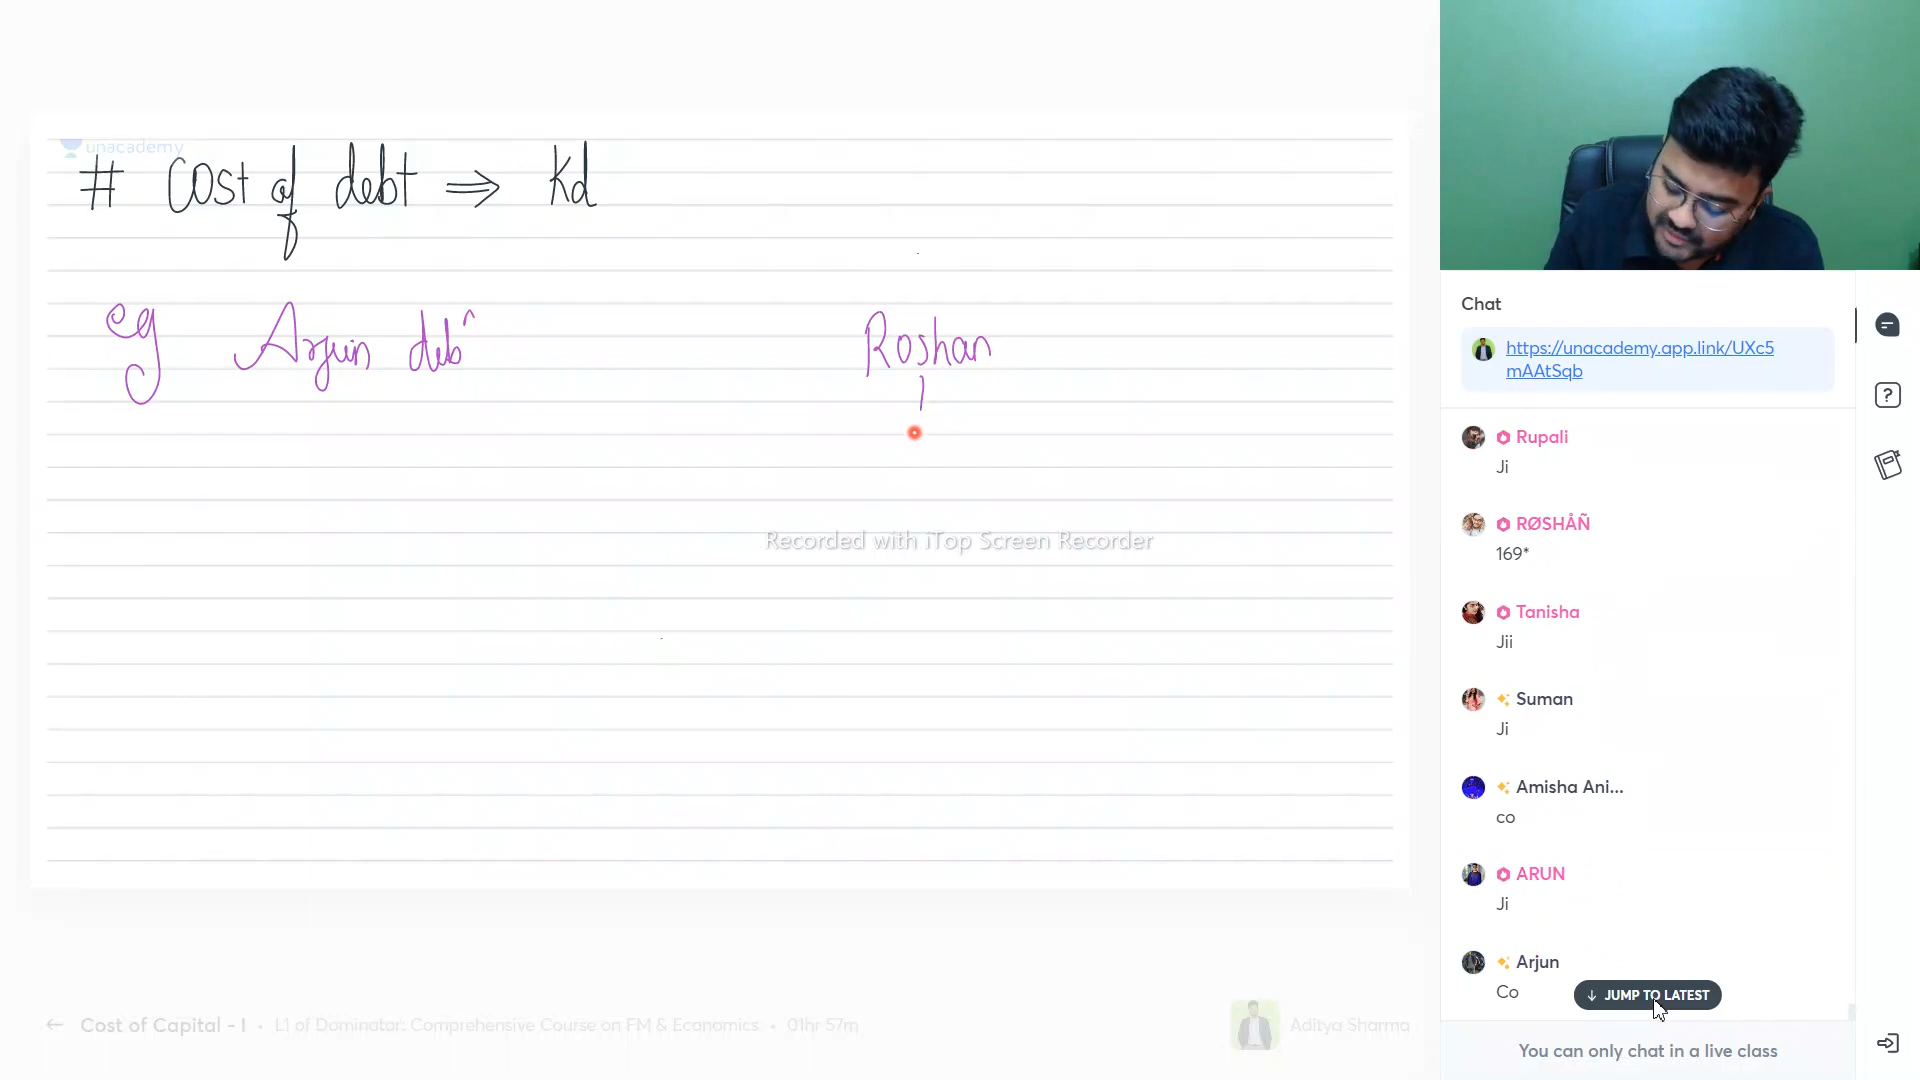 unacademy
# Cost of debt ⇒ Kd
eg Arjun deb Roshan
Recorded with iTop Screen Recorder
← Cost of Capital - I • L1 of Dominator: Comprehensive Course on FM & Economics • 01hr 57m
Aditya Sharma
Chat
https://unacademy.app.link/UXc5
mAAtSqb
Rupali
Ji
RØSHÅÑ
169*
Tanisha
Jii
Suman
Ji
Amisha Ani...
co
ARUN
Ji
Arjun
Co
↓ JUMP TO LATEST
You can only chat in a live class
?